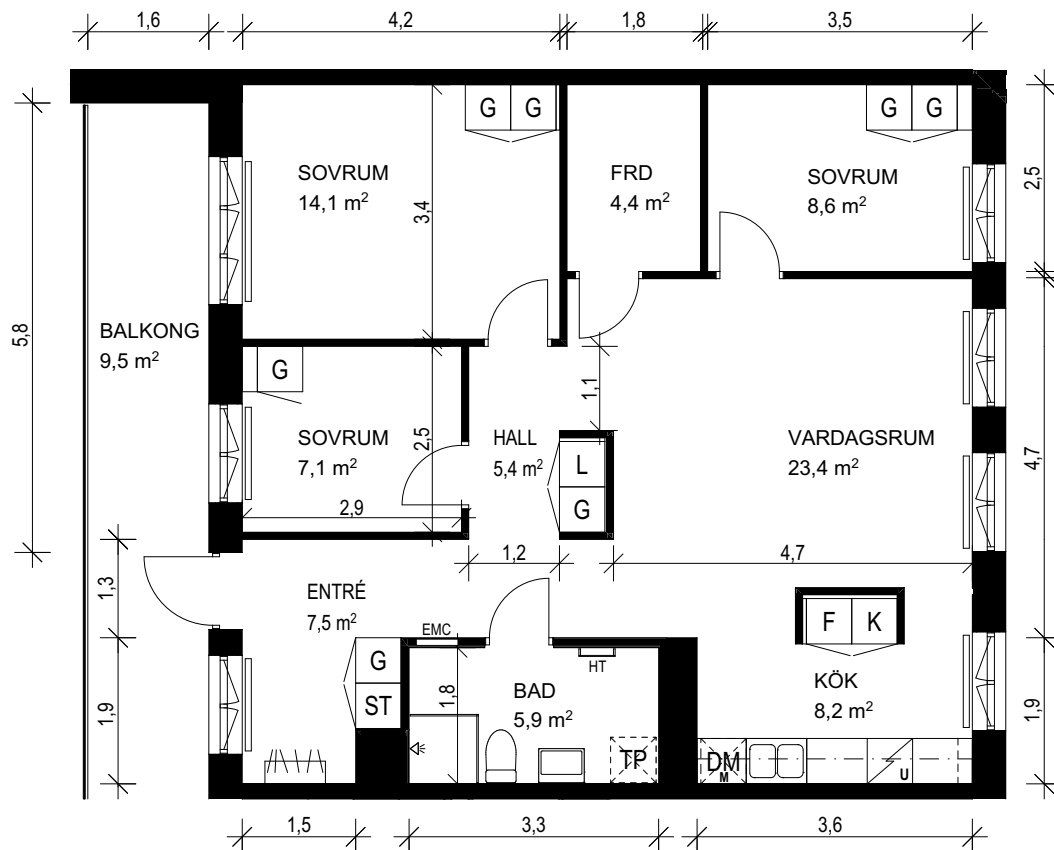 1,6
4,2
1,8
3,5
G G
G G
SOVRUM
14,1 m²
3,4
FRD
4,4 m²
SOVRUM
8,6 m²
2,5
5,8
BALKONG
9,5 m²
G
SOVRUM
7,1 m²
2,5
2,9
HALL
5,4 m²
1,1
L
G
VARDAGSRUM
23,4 m²
4,7
1,2
4,7
1,3
ENTRÉ
7,5 m²
EMC
F K
G
ST
1,8
BAD
5,9 m²
HT
TP
KÖK
8,2 m²
1,9
1,9
DM
M
U
1,5
3,3
3,6